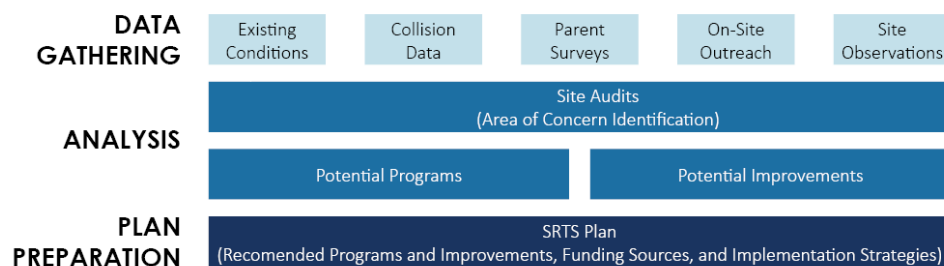 DATA
GATHERING
Existing
Conditions
Collision
Data
Parent
Surveys
On-Site
Outreach
Site
Observations
ANALYSIS
Site Audits
(Area of Concern Identification)
Potential Programs
Potential Improvements
PLAN
PREPARATION
SRTS Plan
(Recomended Programs and Improvements, Funding Sources, and Implementation Strategies)